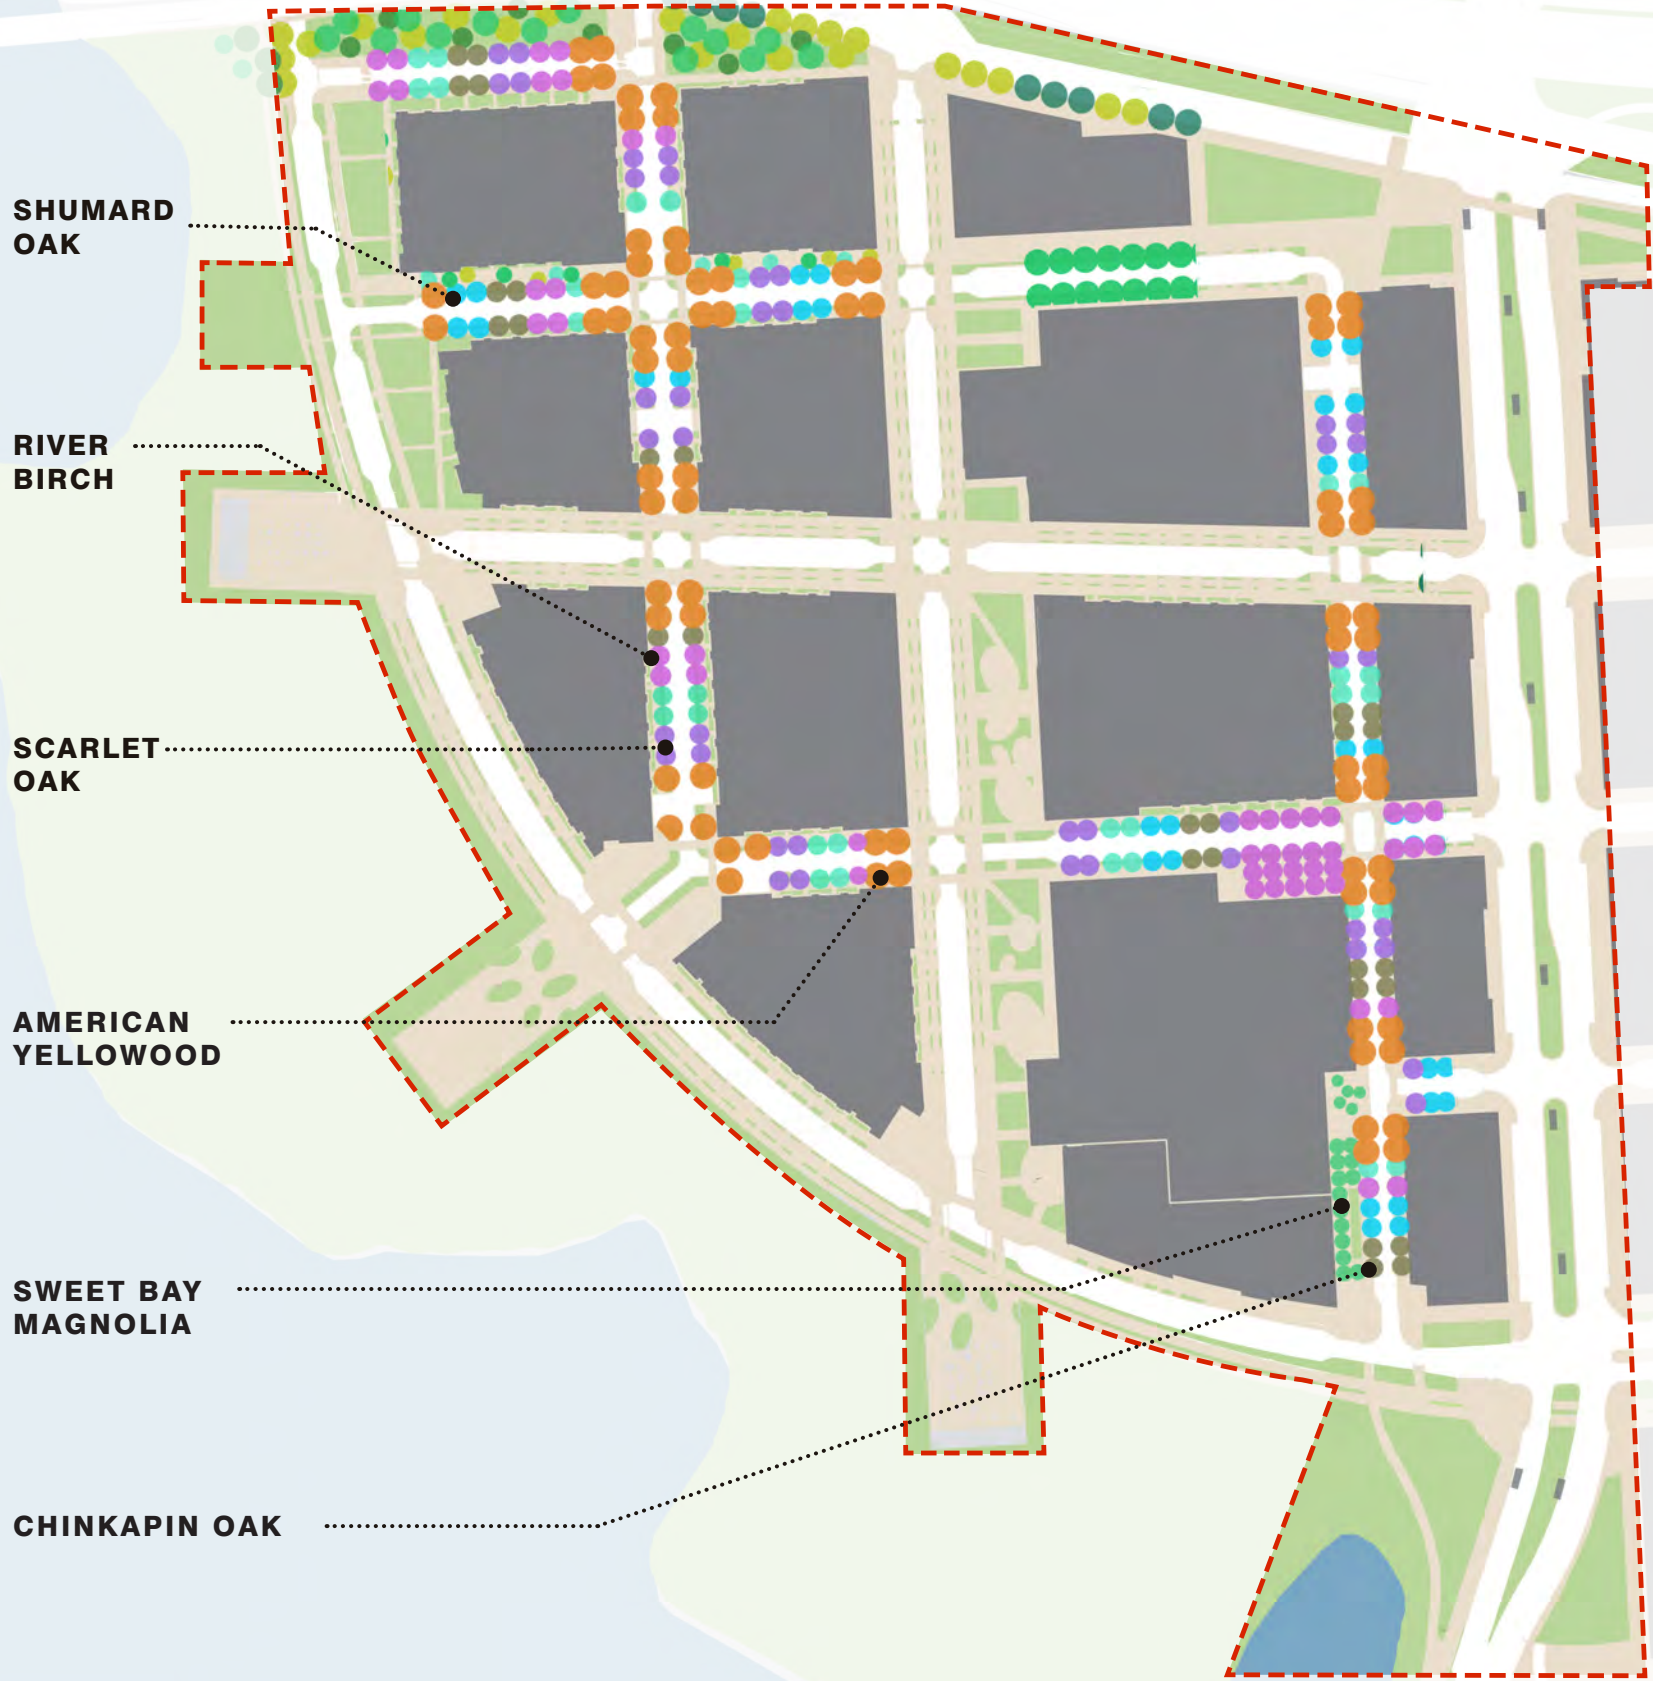 SHUMARD
OAK
RIVER
BIRCH
SCARLET
OAK
AMERICAN
YELLOWOOD
SWEET BAY
MAGNOLIA
CHINKAPIN OAK